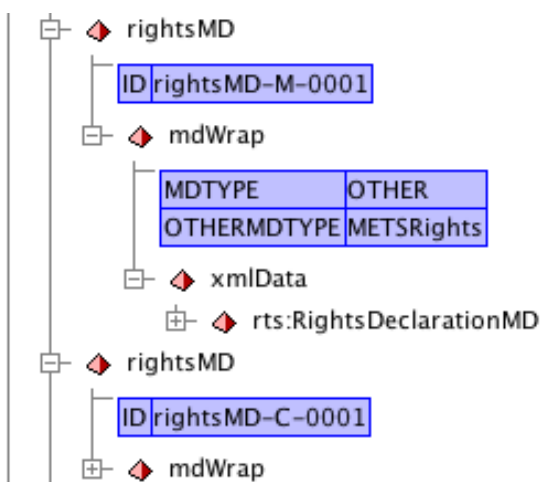 rightsMD
ID rightsMD-M-0001
mdWrap
MDTYPE OTHER
OTHERMDTYPE METSRights
xmlData
rts:RightsDeclarationMD
rightsMD
ID rightsMD-C-0001
mdWrap